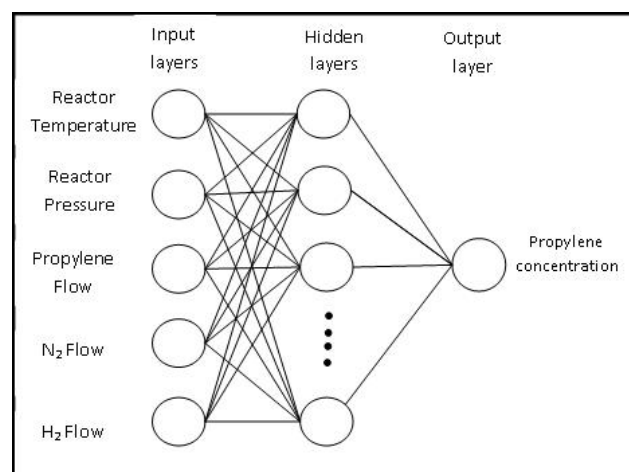 Input
layers
Hidden
layers
Output
layer
Reactor
Temperature
Reactor
Pressure
Propylene
Flow
N₂ Flow
H₂ Flow
Propylene
concentration